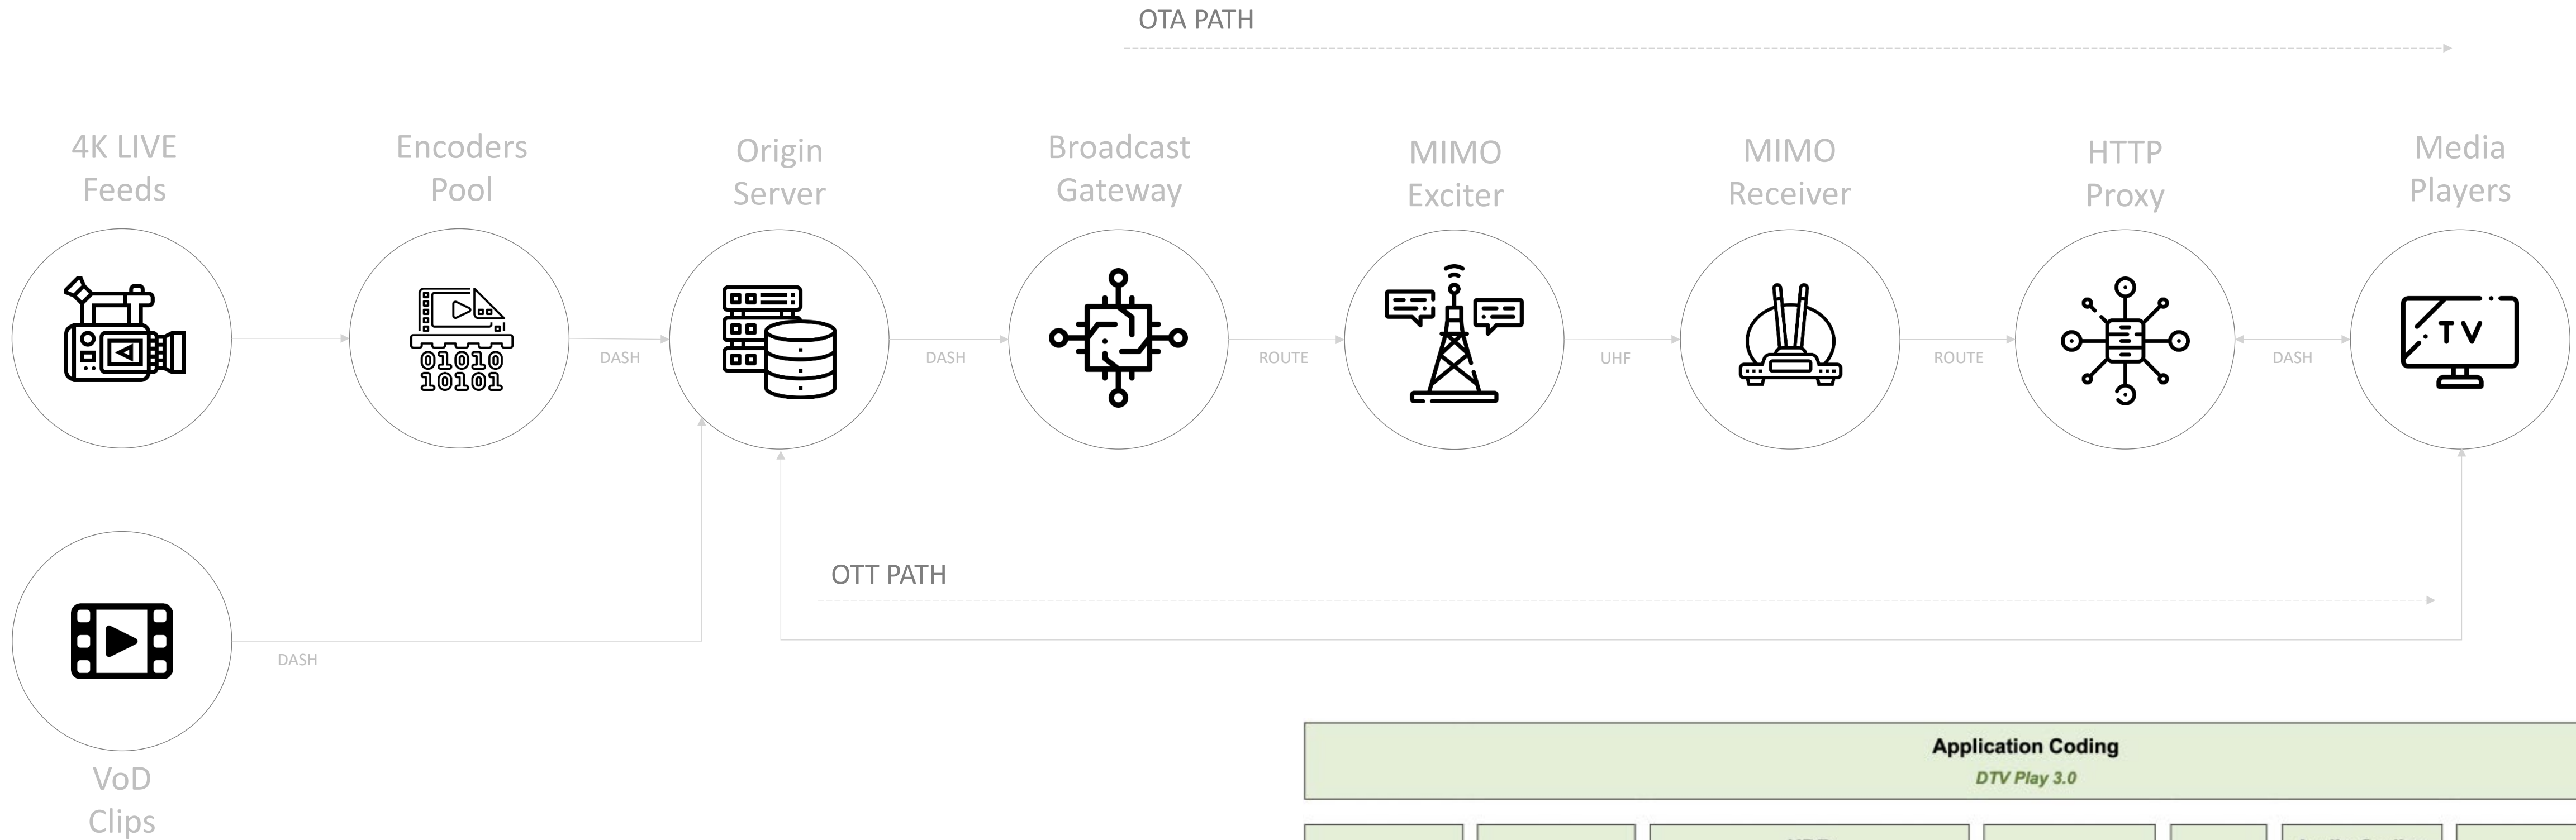 OTA PATH
4K LIVE
Feeds
Encoders
Pool
Origin
Server
Broadcast
Gateway
MIMO
Exciter
MIMO
Receiver
HTTP
Proxy
Media
Players
01010
10101
TV
DASH
DASH
ROUTE
UHF
ROUTE
DASH
OTT PATH
DASH
VoD
Clips
Application Coding
DTV Play 3.0